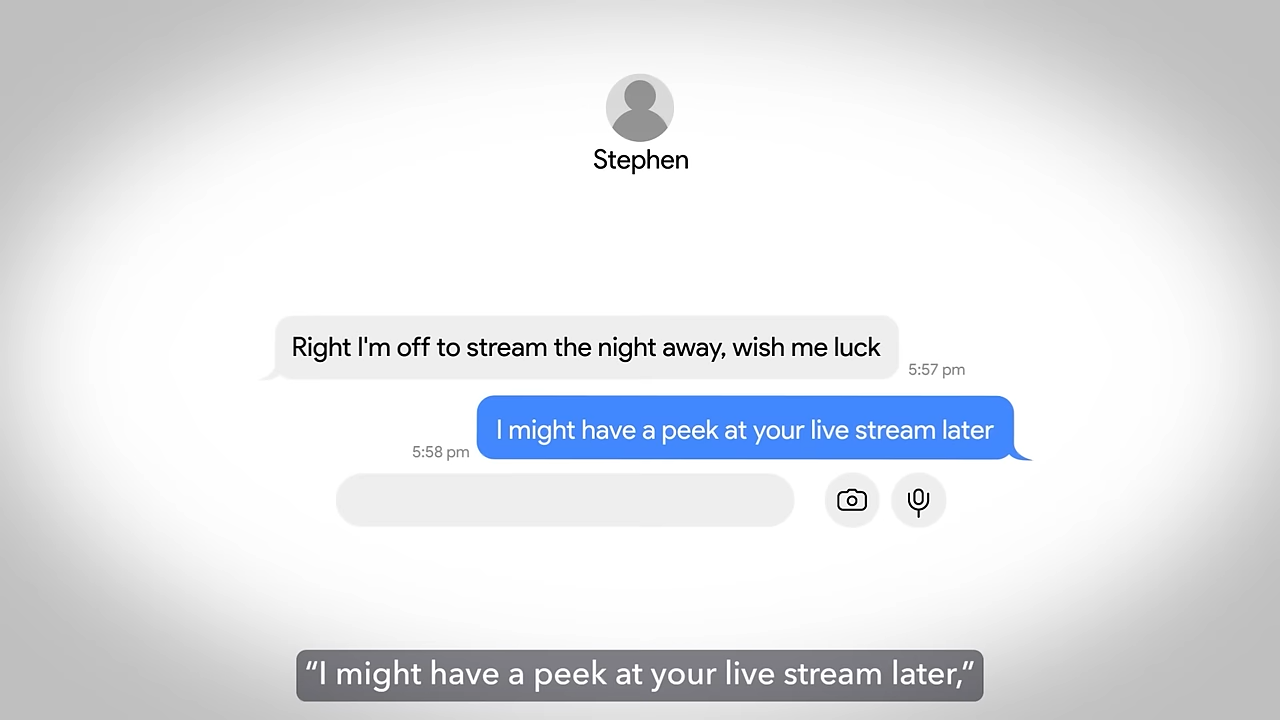 Stephen
Right I'm off to stream the night away, wish me luck
5:57 pm
I might have a peek at your live stream later
5:58 pm
“I might have a peek at your live stream later,”